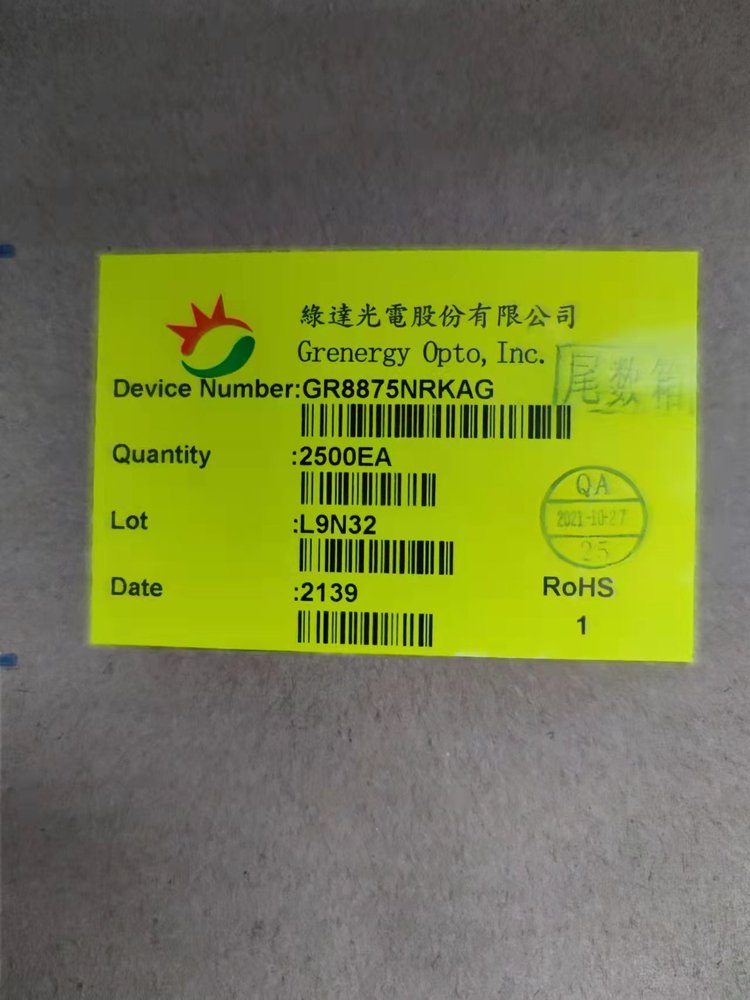 綠達光電股份有限公司
Grenergy Opto, Inc.
尾数箱
Device Number:GR8875NRKAG
Quantity :2500EA
QA
2021-10-27
25
Lot :L9N32
Date :2139
RoHS
1